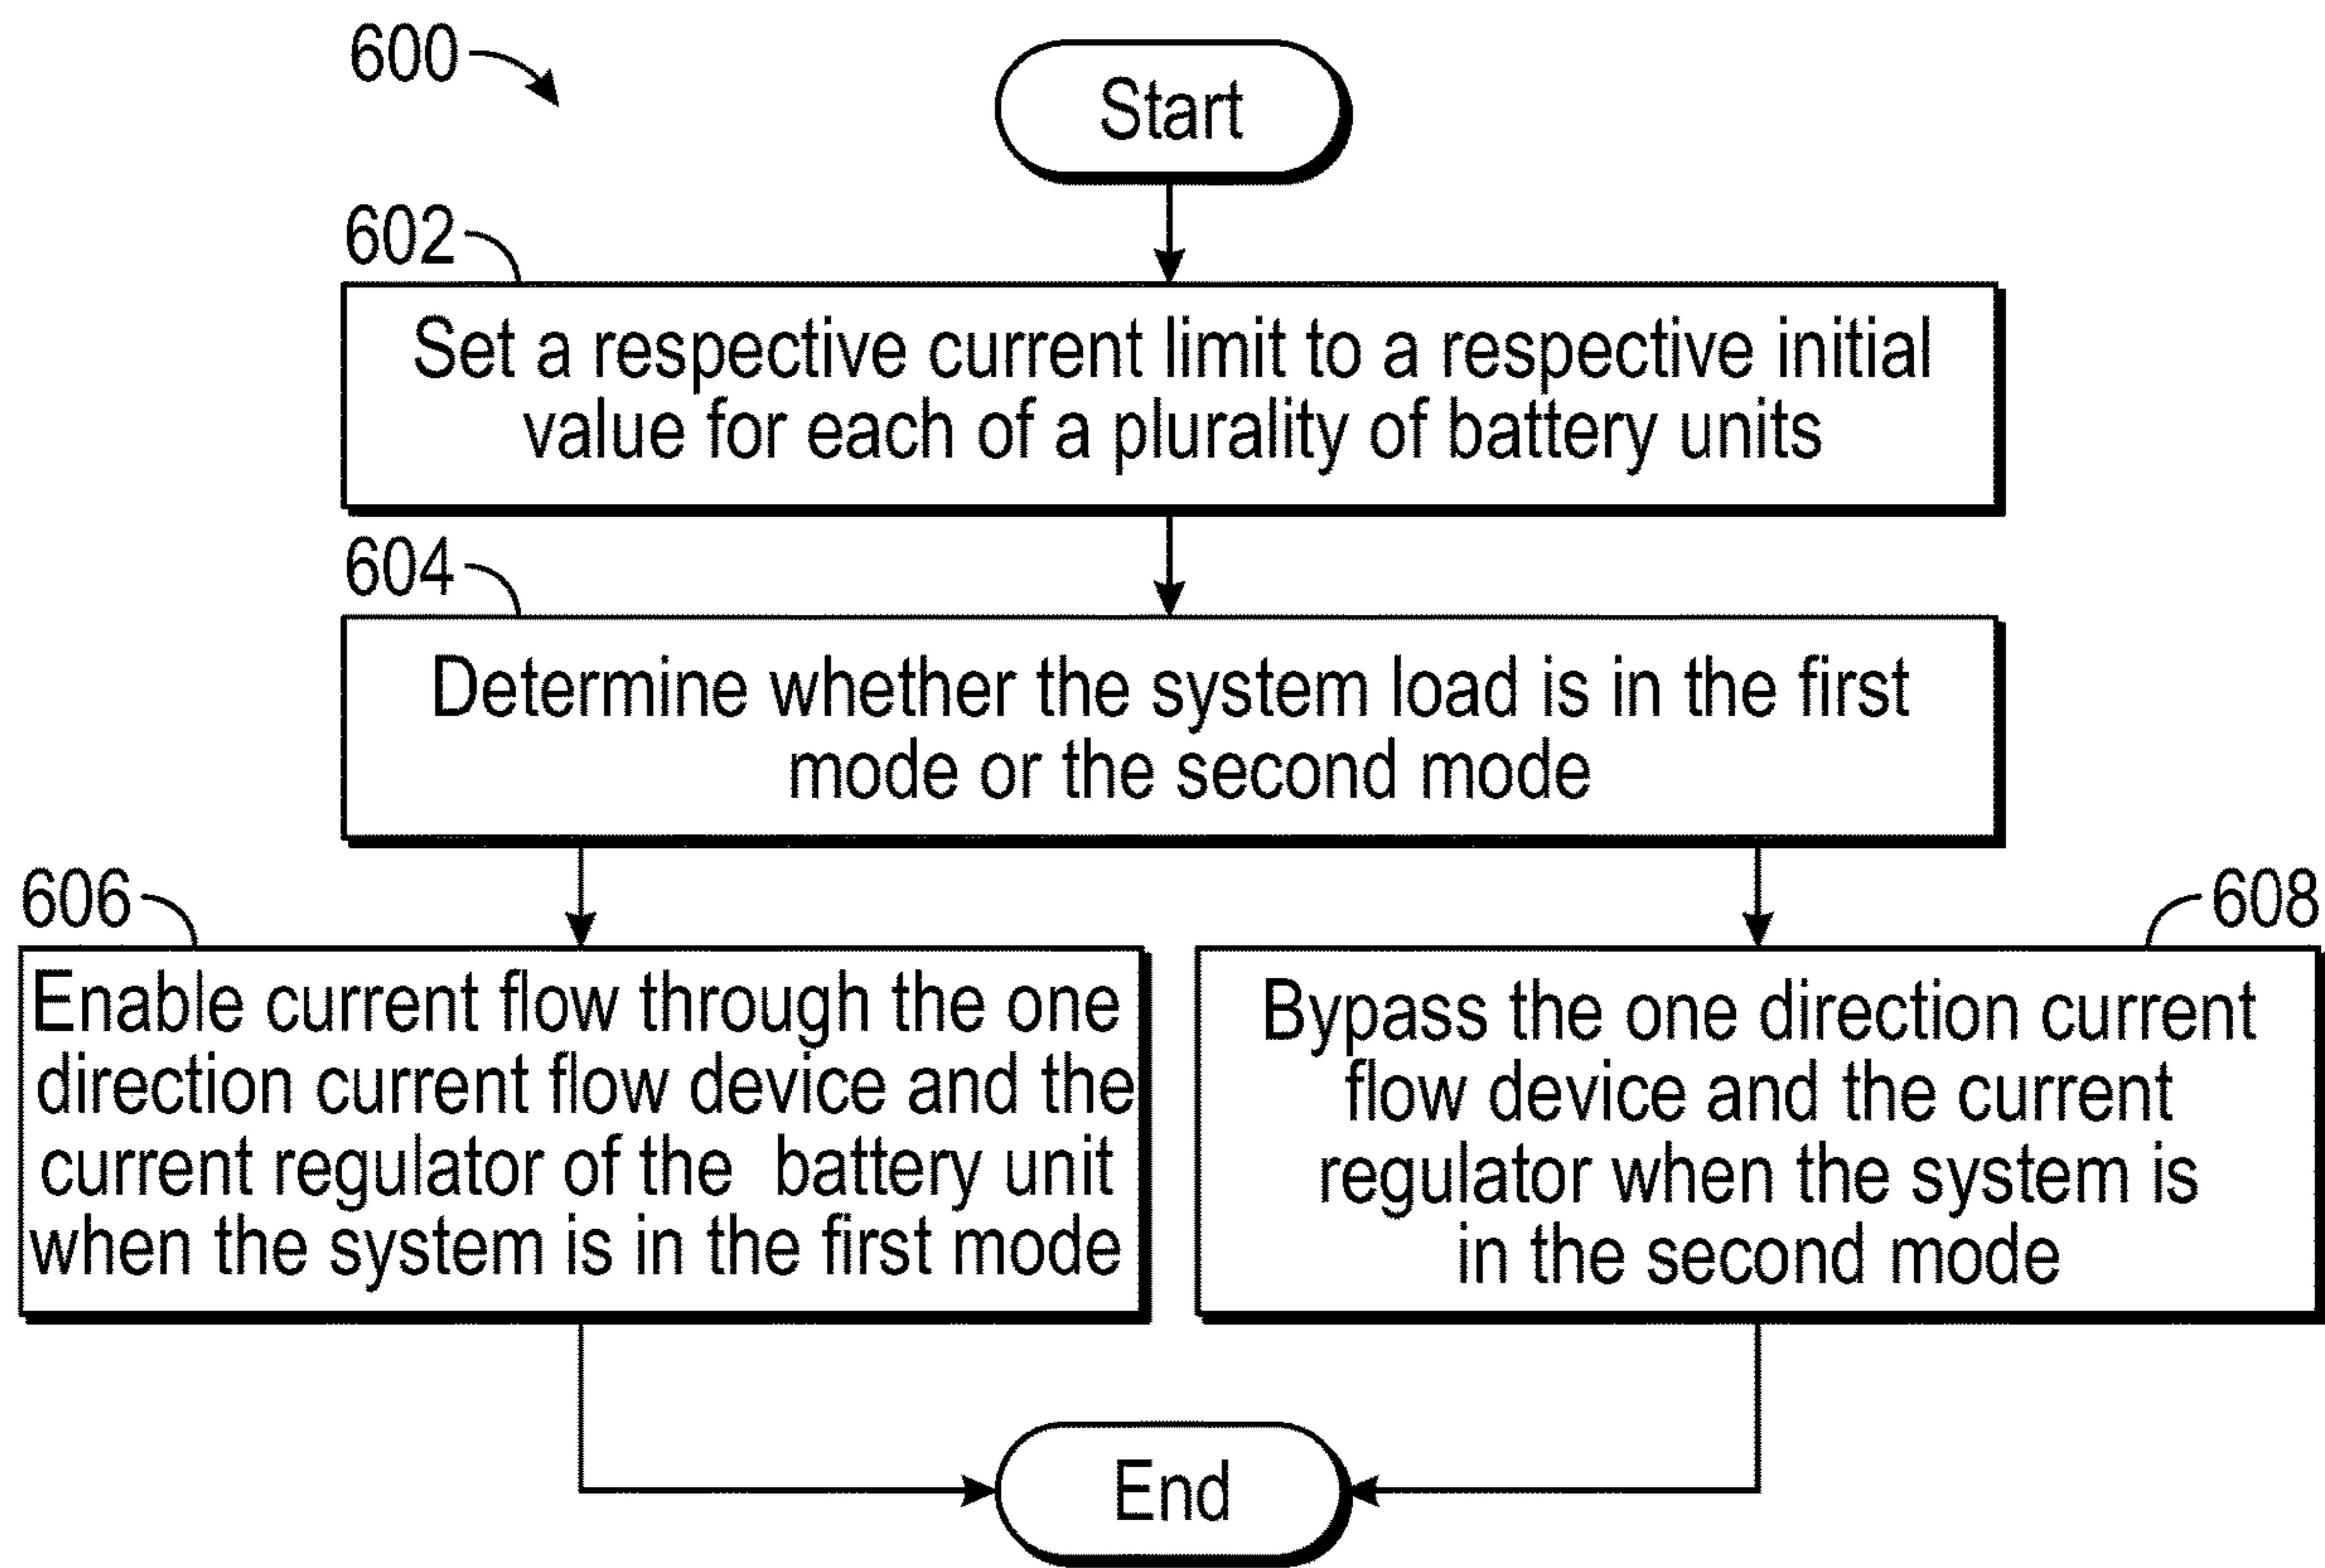 600
Start
602
Set a respective current limit to a respective initial
value for each of a plurality of battery units
604
Determine whether the system load is in the first
mode or the second mode
606
Enable current flow through the one
direction current flow device and the
current regulator of the battery unit
when the system is in the first mode
608
Bypass the one direction current
flow device and the current
regulator when the system is
in the second mode
End